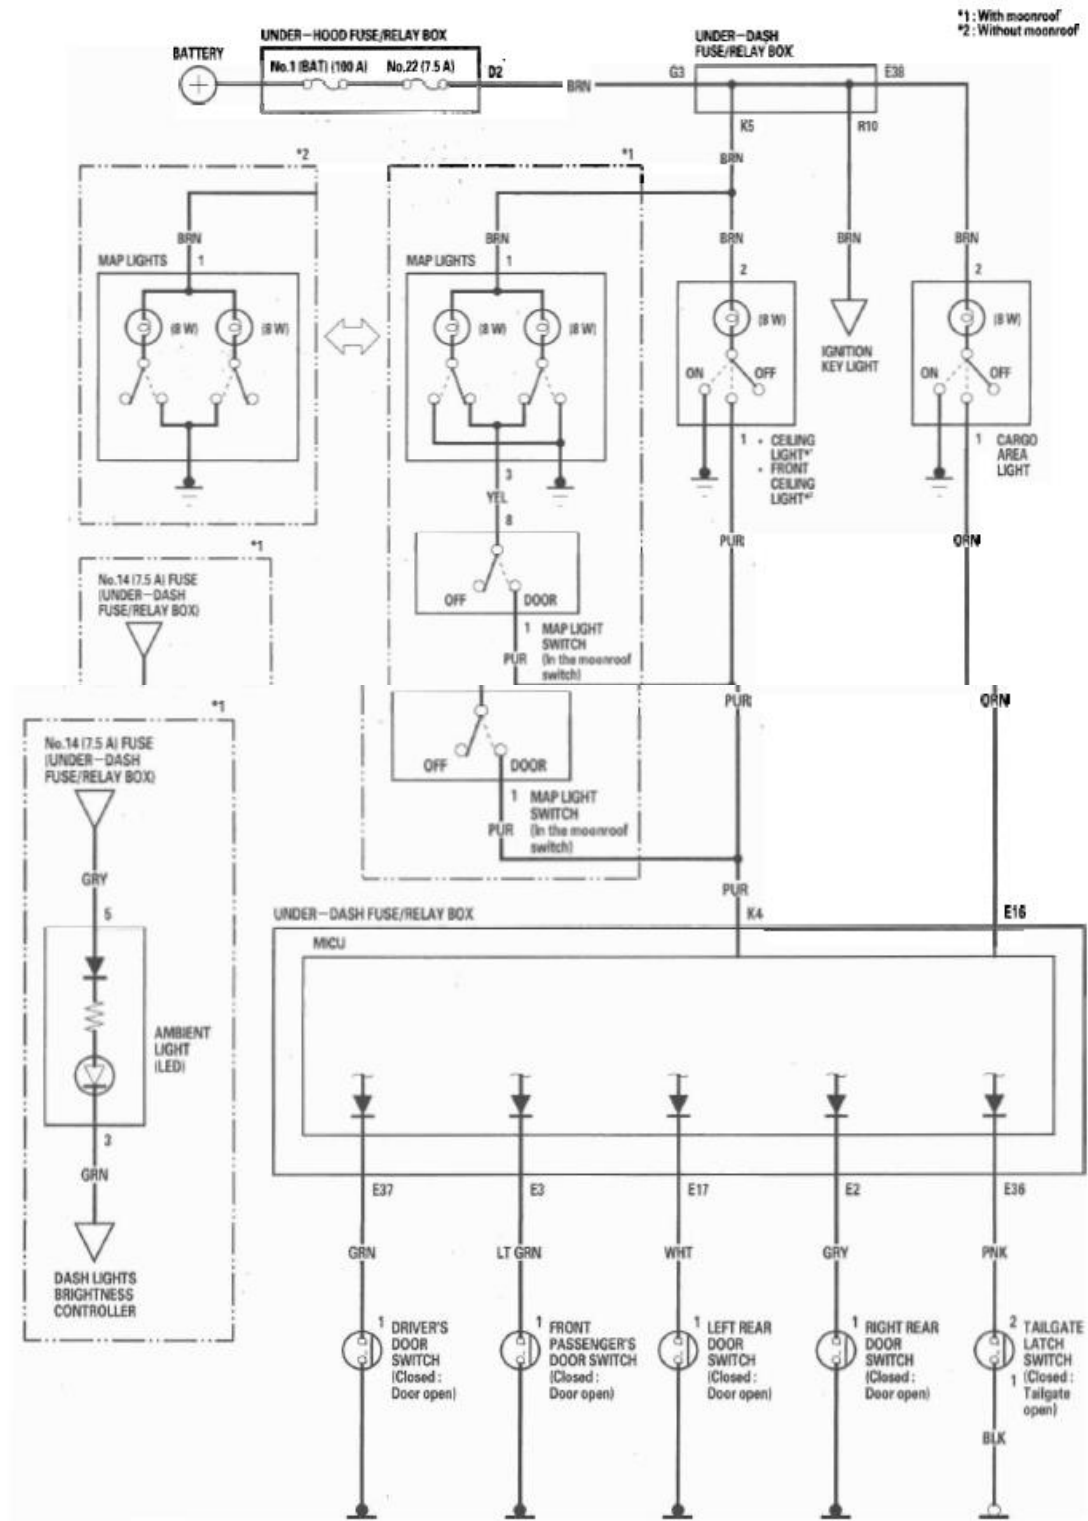 *1 : With moonroof
*2 : Without moonroof
UNDER-HOOD FUSE/RELAY BOX
UNDER-DASH
FUSE/RELAY BOX
BATTERY
No.1 (BAT) (100 A)
No.22 (7.5 A)
D2
BRN
G3
E38
K5
R10
BRN
*2
*1
BRN
BRN
BRN
BRN
BRN
MAP LIGHTS
1
MAP LIGHTS
1
2
2
(8 W)
(8 W)
(8 W)
(8 W)
(8 W)
(8 W)
IGNITION
KEY LIGHT
ON
OFF
ON
OFF
1
• CEILING
LIGHT*1
• FRONT
CEILING
LIGHT*2
1
CARGO
AREA
LIGHT
3
YEL
8
PUR
ORN
*1
No.14 (7.5 A) FUSE
(UNDER-DASH
FUSE/RELAY BOX)
OFF
DOOR
1
MAP LIGHT
SWITCH
(In the moonroof
switch)
PUR
PUR
ORN
*1
No.14 (7.5 A) FUSE
(UNDER-DASH
FUSE/RELAY BOX)
OFF
DOOR
1
MAP LIGHT
SWITCH
(In the moonroof
switch)
PUR
GRY
PUR
5
UNDER-DASH FUSE/RELAY BOX
K4
E16
MICU
AMBIENT
LIGHT
(LED)
3
GRN
E37
E3
E17
E2
E36
GRN
LT GRN
WHT
GRY
PNK
DASH LIGHTS
BRIGHTNESS
CONTROLLER
1
DRIVER'S
DOOR
SWITCH
(Closed :
Door open)
1
FRONT
PASSENGER'S
DOOR SWITCH
(Closed :
Door open)
1
LEFT REAR
DOOR
SWITCH
(Closed :
Door open)
1
RIGHT REAR
DOOR
SWITCH
(Closed :
Door open)
2
TAILGATE
LATCH
SWITCH
1
(Closed :
Tailgate
open)
BLK